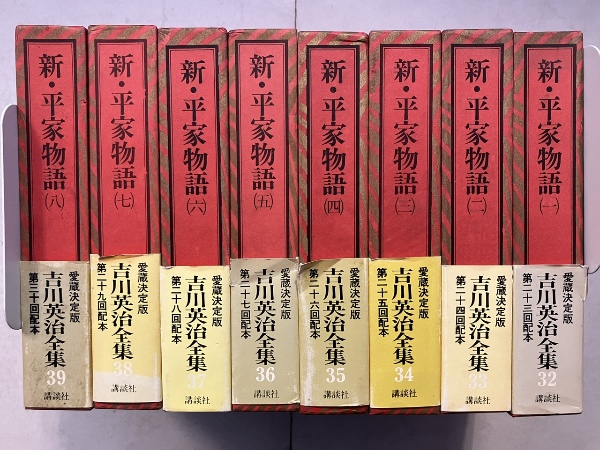 新・平家物語
(一)
愛蔵決定版
吉川英治全集
32
第二十三回配本
講談社
新・平家物語
(二)
愛蔵決定版
吉川英治全集
33
第二十四回配本
講談社
新・平家物語
(三)
愛蔵決定版
吉川英治全集
34
第二十五回配本
講談社
新・平家物語
(四)
愛蔵決定版
吉川英治全集
35
第二十六回配本
講談社
新・平家物語
(五)
愛蔵決定版
吉川英治全集
36
第二十七回配本
講談社
新・平家物語
(六)
愛蔵決定版
吉川英治全集
37
第二十八回配本
講談社
新・平家物語
(七)
愛蔵決定版
吉川英治全集
38
第二十九回配本
講談社
新・平家物語
(八)
愛蔵決定版
吉川英治全集
39
第三十回配本
講談社